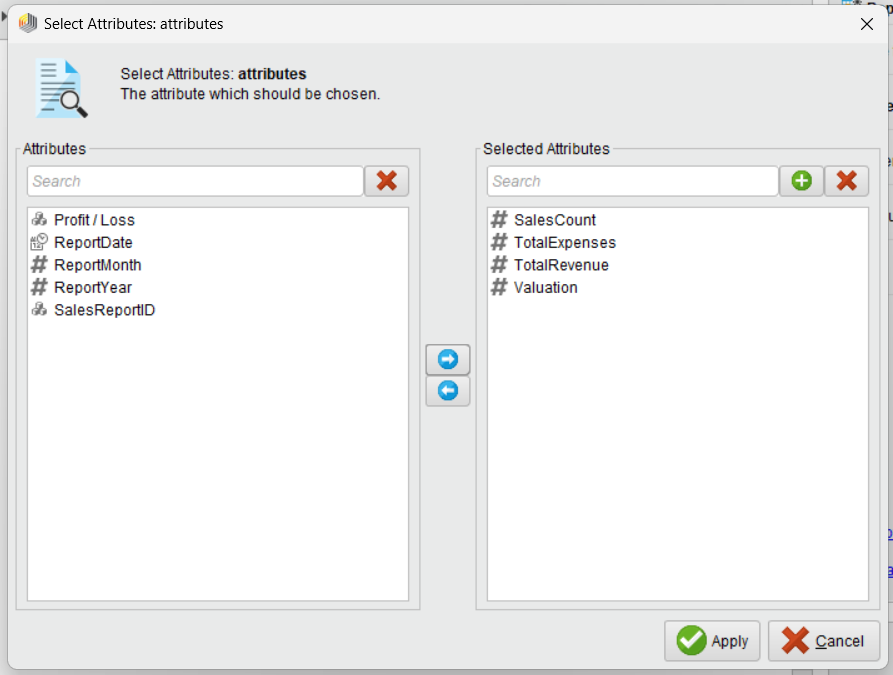 Select Attributes: attributes
Select Attributes: attributes
The attribute which should be chosen.
Attributes
Search
Profit / Loss
ReportDate
ReportMonth
ReportYear
SalesReportID
Selected Attributes
Search
SalesCount
TotalExpenses
TotalRevenue
Valuation
Apply
Cancel